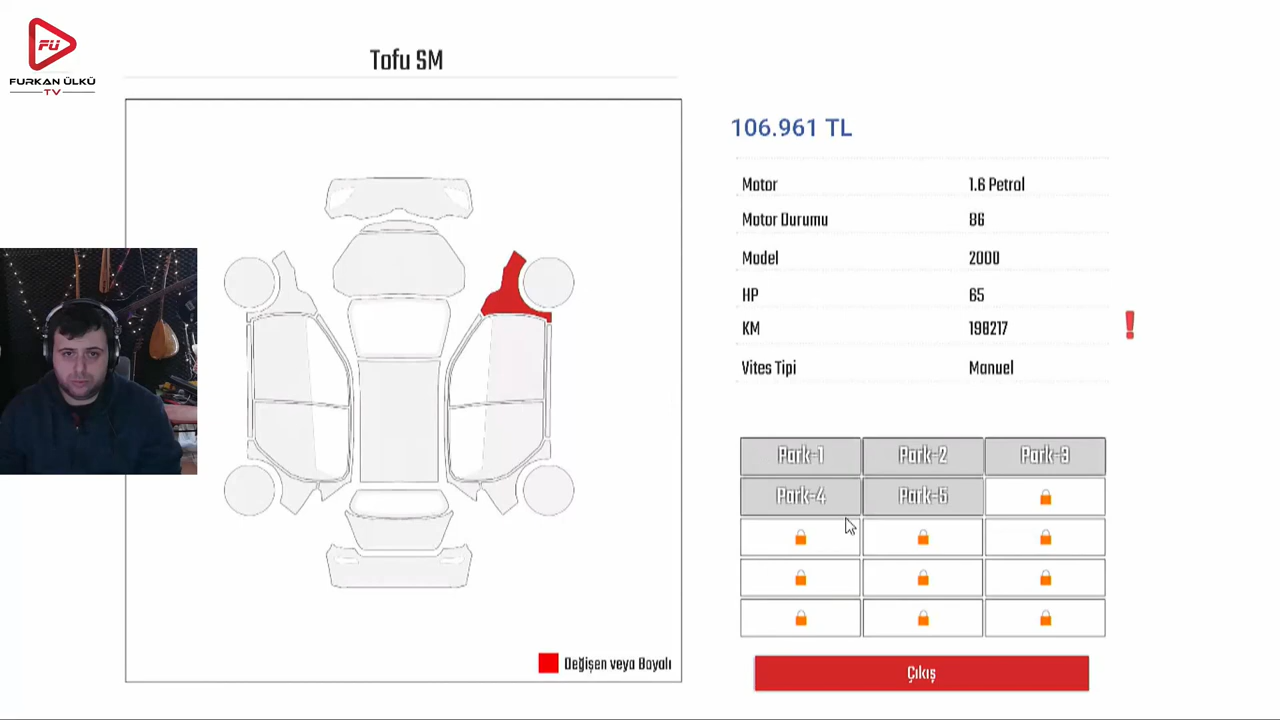 FU
FURKAN ÜLKÜ
TV
Tofu SM
106.961 TL
Motor 1.6 Petrol
Motor Durumu 86
Model 2000
HP 65
KM 198217
Vites Tipi Manuel
Park-1 Park-2 Park-3
Park-4 Park-5
Değişen veya Boyalı
Çıkış